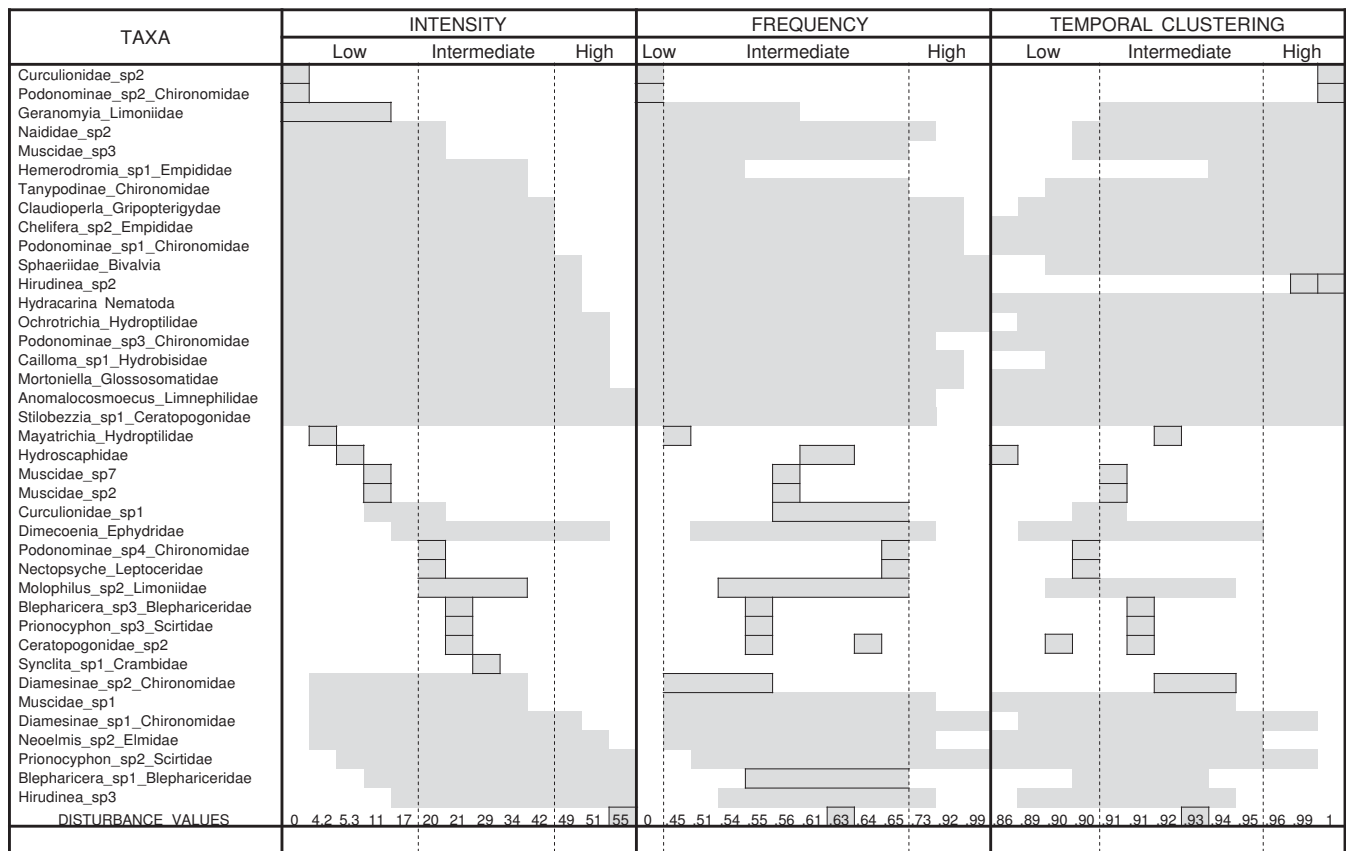 TAXA INTENSITY FREQUENCY TEMPORAL CLUSTERING
Low Intermediate High Low Intermediate High Low Intermediate High
Curculionidae_sp2
Podonominae_sp2_Chironomidae
Geranomyia_Limoniidae
Naididae_sp2
Muscidae_sp3
Hemerodromia_sp1_Empididae
Tanypodinae_Chironomidae
Claudioperla_Gripopterigydae
Chelifera_sp2_Empididae
Podonominae_sp1_Chironomidae
Sphaeriidae_Bivalvia
Hirudinea_sp2
Hydracarina Nematoda
Ochrotrichia_Hydroptilidae
Podonominae_sp3_Chironomidae
Cailloma_sp1_Hydrobisidae
Mortoniella_Glossosomatidae
Anomalocosmoecus_Limnephilidae
Stilobezzia_sp1_Ceratopogonidae
Mayatrichia_Hydroptilidae
Hydroscaphidae
Muscidae_sp7
Muscidae_sp2
Curculionidae_sp1
Dimecoenia_Ephydridae
Podonominae_sp4_Chironomidae
Nectopsyche_Leptoceridae
Molophilus_sp2_Limoniidae
Blepharicera_sp3_Blephariceridae
Prionocyphon_sp3_Scirtidae
Ceratopogonidae_sp2
Synclita_sp1_Crambidae
Diamesinae_sp2_Chironomidae
Muscidae_sp1
Diamesinae_sp1_Chironomidae
Neoelmis_sp2_Elmidae
Prionocyphon_sp2_Scirtidae
Blepharicera_sp1_Blephariceridae
Hirudinea_sp3
DISTURBANCE VALUES 0 4,2 5,3 11 17 20 21 29 34 42 49 51 55 0 .45 .51 .54 .55 .56 .61 .63 .64 .65 .73 .92 .99 .86 .89 .90 .90 .91 .91 .92 .93 .94 .95 .96 .99 1